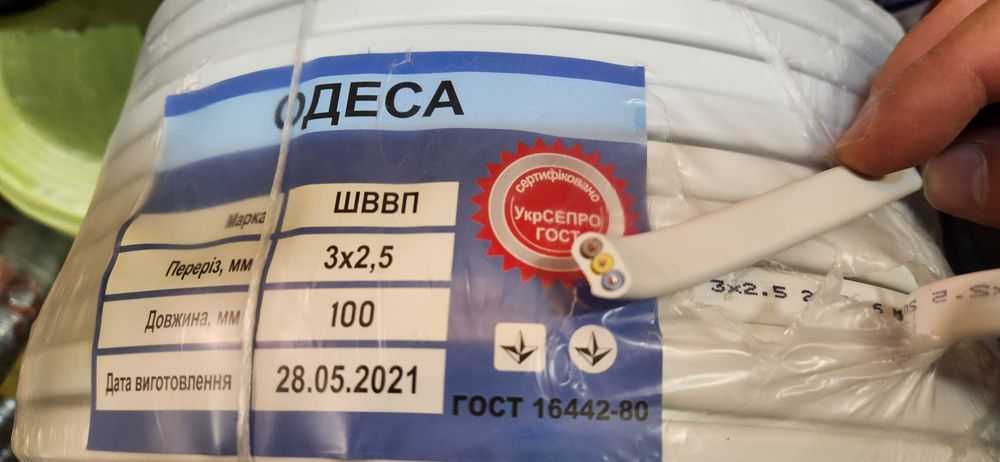 ОДЕСА
Марка ШВВП
Переріз, мм 3х2,5
Довжина, мм 100
Дата виготовлення 28.05.2021
сертифіковано
УкрСЕПРО
ГОСТ
ГОСТ 16442-80
3x2.5